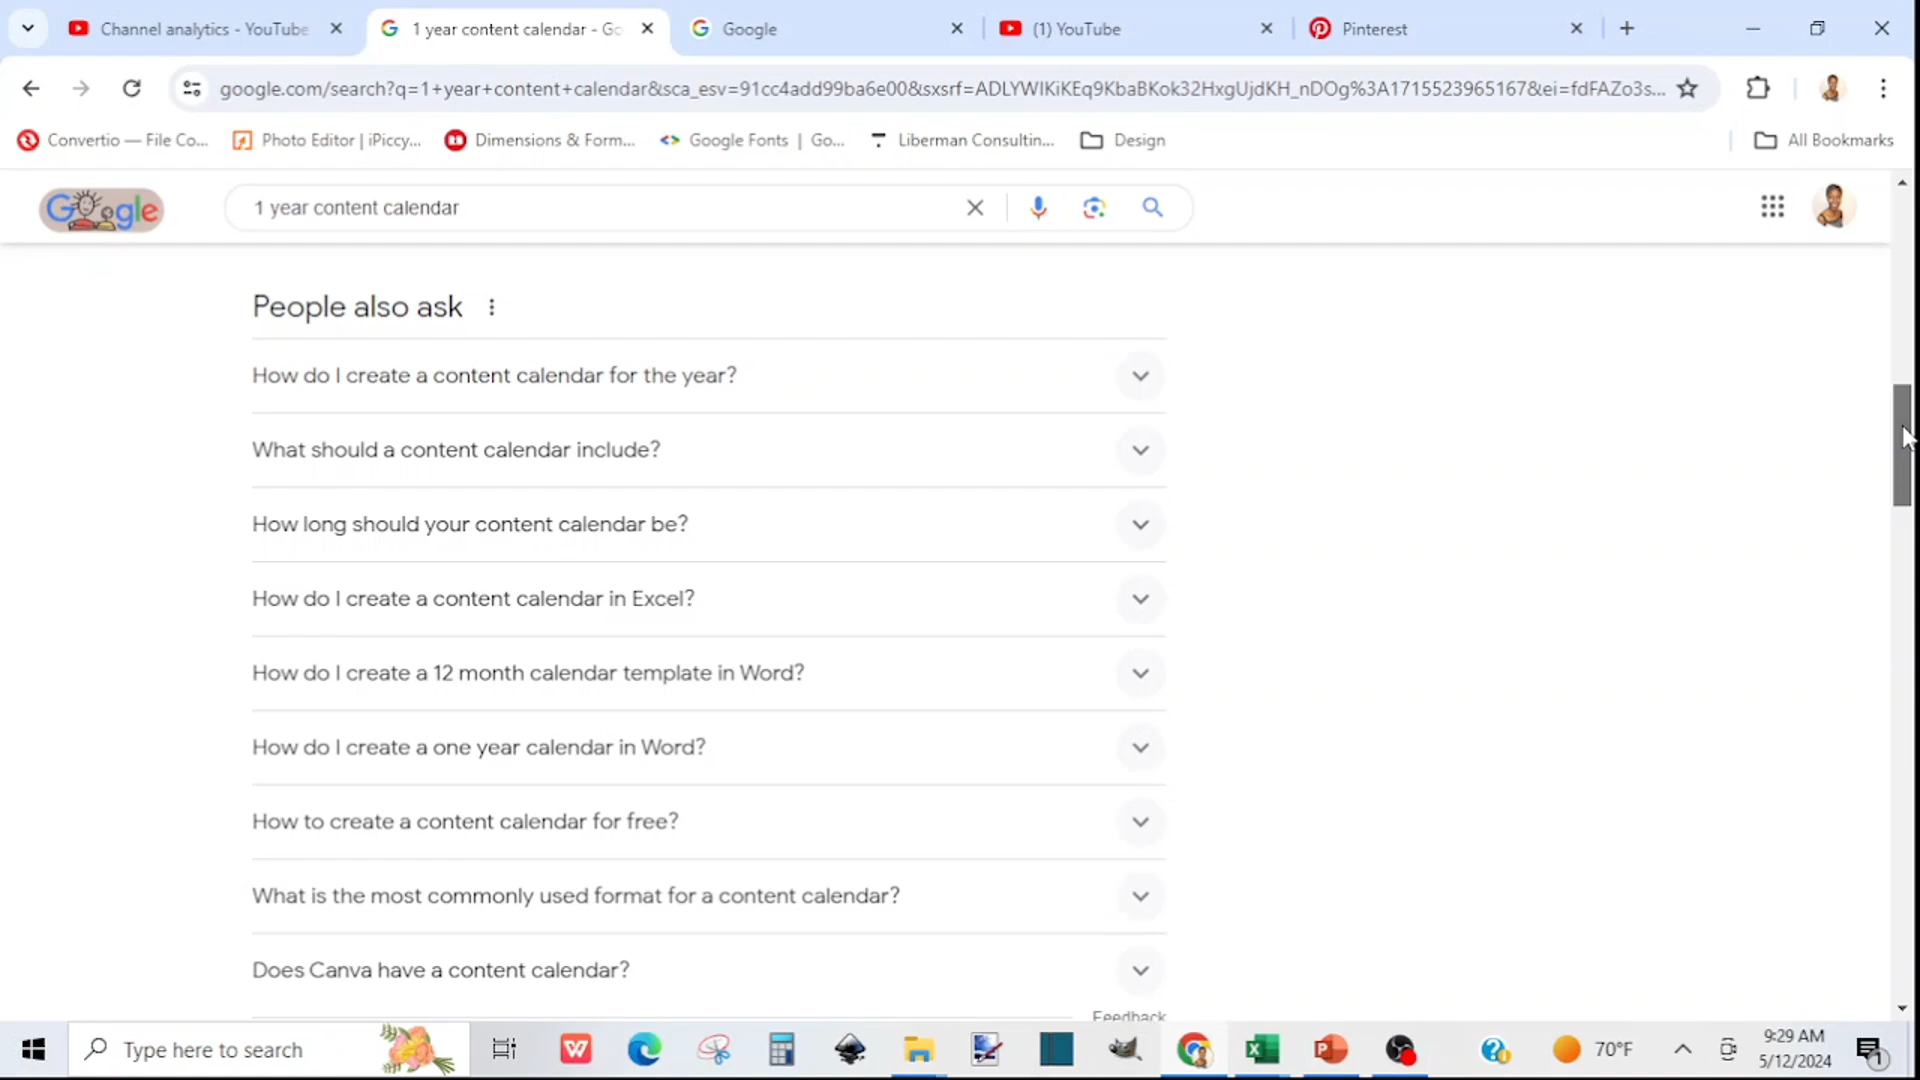 Channel analytics - YouTube
1 year content calendar - Go
Google
(1) YouTube
Pinterest
google.com/search?q=1+year+content+calendar&sca_esv=91cc4add99ba6e00&sxsrf=ADLYWIKiKEq9KbaBKok32HxgUjdKH_nDOg%3A1715523965167&ei=fdFAZo3s...
Convertio — File Co...
Photo Editor | iPiccy...
Dimensions & Form...
Google Fonts | Go...
Liberman Consultin...
Design
All Bookmarks
Google
1 year content calendar
People also ask
How do I create a content calendar for the year?
What should a content calendar include?
How long should your content calendar be?
How do I create a content calendar in Excel?
How do I create a 12 month calendar template in Word?
How do I create a one year calendar in Word?
How to create a content calendar for free?
What is the most commonly used format for a content calendar?
Does Canva have a content calendar?
Feedback
Type here to search
70°F
9:29 AM
5/12/2024
1